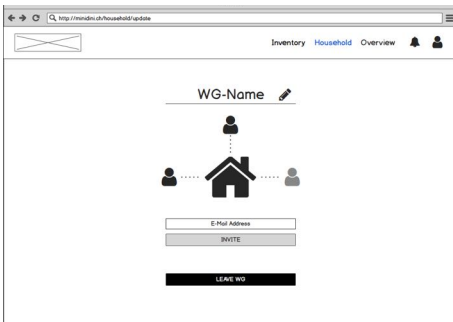 http://minidini.ch/household/update
Inventory Household Overview
WG-Name
E-Mail Address
INVITE
LEAVE WG